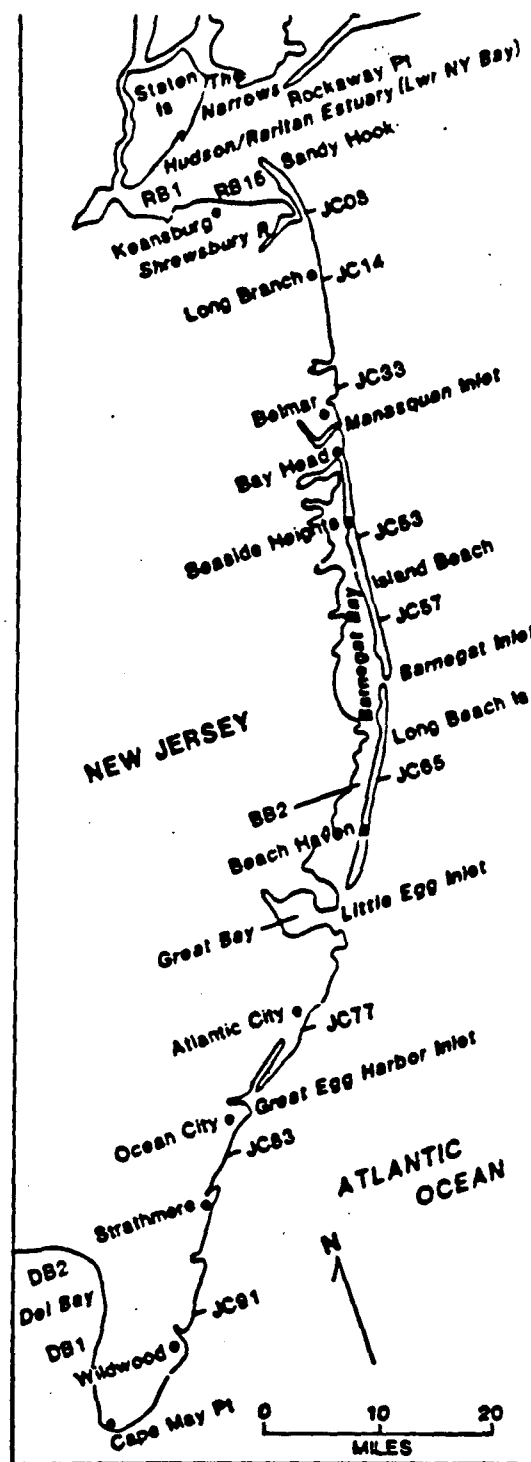 Staten
Is
The
Narrows
Rockaway Pt
Hudson/Raritan Estuary (Lwr NY Bay)
Sandy Hook
RB1
RB15
Keansburg
Shrewsbury R
JC03
Long Branch
JC14
JC33
Belmar
Manasquan Inlet
Bay Head
Seaside Heights
JC53
Island Beach
JC57
Barnegat Bay
Barnegat Inlet
NEW JERSEY
Long Beach Is
JC65
BB2
Beach Haven
Little Egg Inlet
Great Bay
Atlantic City
JC77
Great Egg Harbor Inlet
Ocean City
JC83
ATLANTIC
OCEAN
Strathmere
N
DB2
Del Bay
DB1
JC91
Wildwood
Cape May Pt
0 10 20
MILES